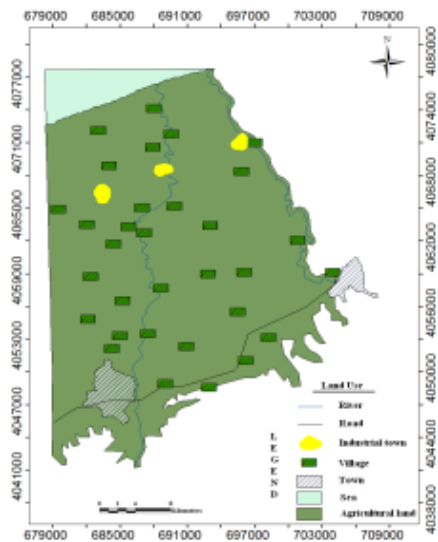 679000 685000 691000 697000 703000 709000
4080000
4077000
4074000
4071000
4068000
4065000
4062000
4059000
4056000
4053000
4050000
4047000
4044000
4041000
4038000
N
LEGEND
Land Use
River
Road
Industrial town
Village
Town
Sea
Agricultural land
Kilometers
679000 685000 691000 697000 703000 709000